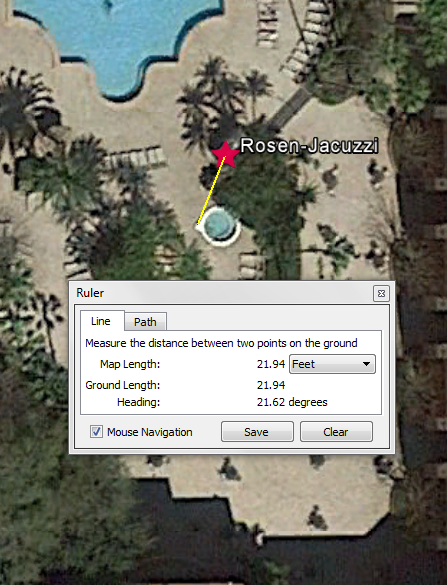 Rosen-Jacuzzi
Ruler
Line Path
Measure the distance between two points on the ground
Map Length: 21.94 Feet
Ground Length: 21.94
Heading: 21.62 degrees
Mouse Navigation Save Clear